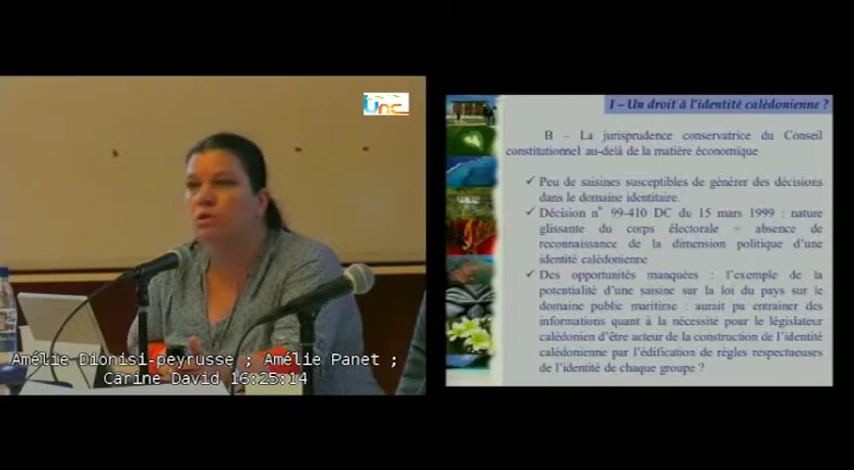 unc
Amélie Dionisi-peyrusse ; Amélie Panet ;
Carine David 16:25:14
I – Un droit à l'identité calédonienne ?
B – La jurisprudence conservatrice du Conseil
constitutionnel au-delà de la matière économique
✓ Peu de saisines susceptibles de générer des décisions
dans le domaine identitaire.
✓ Décision n° 99-410 DC du 15 mars 1999 : nature
glissante du corps électorale – absence de
reconnaissance de la dimension politique d'une
identité calédonienne
✓ Des opportunités manquées : l'exemple de la
potentialité d'une saisine sur la loi du pays sur le
domaine public maritime : aurait pu entrainer des
informations quant à la nécessité pour le législateur
calédonien d'être acteur de la construction de l'identité
calédonienne par l'édification de règles respectueuses
de l'identité de chaque groupe ?